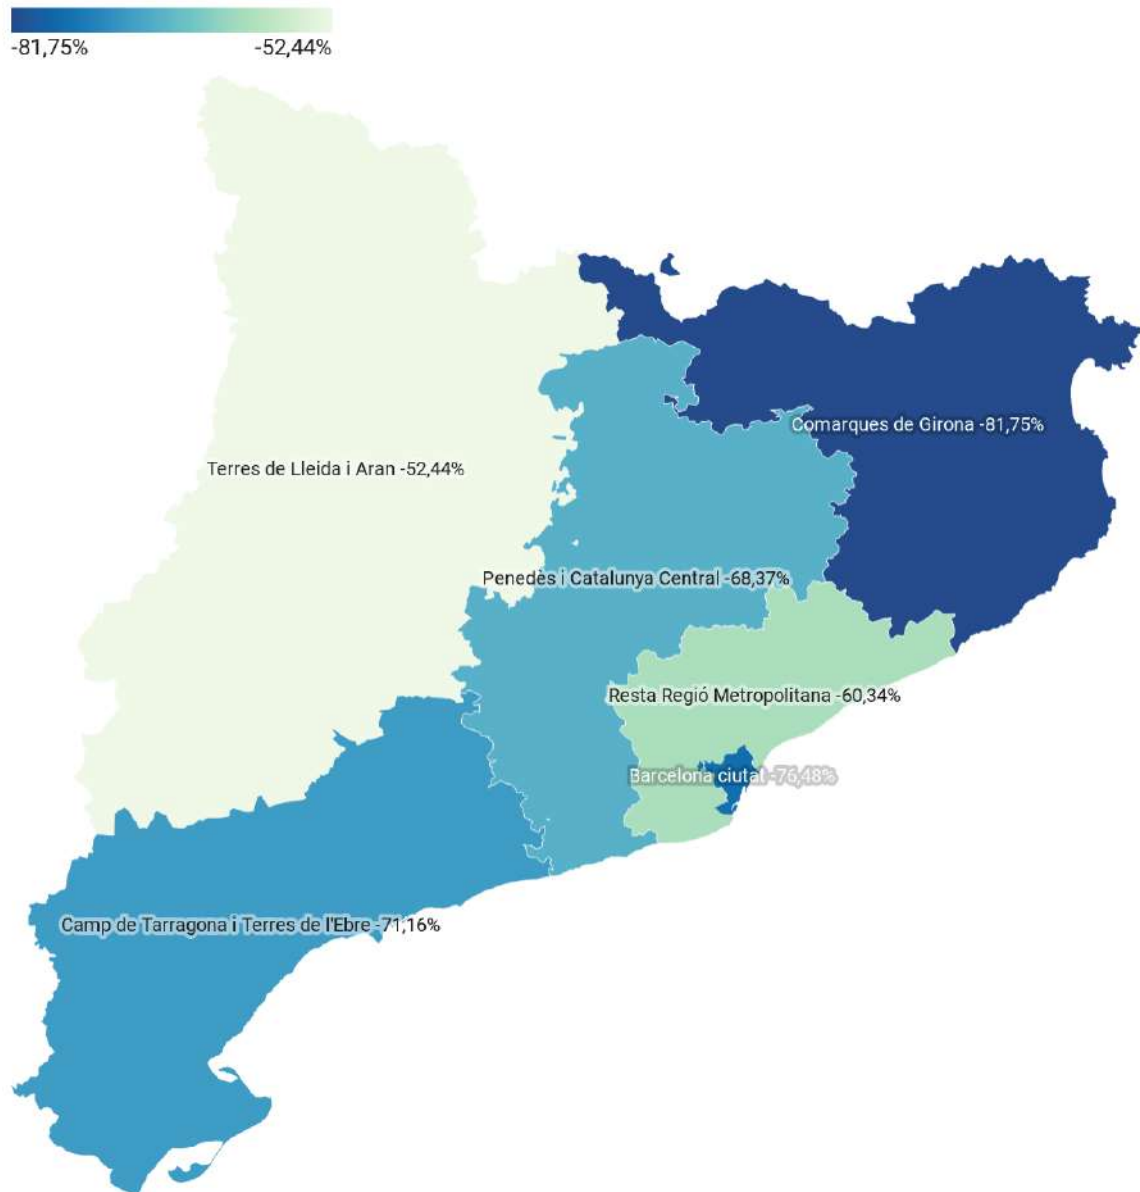 -81,75% -52,44%
Comarques de Girona -81,75%
Terres de Lleida i Aran -52,44%
Penedès i Catalunya Central -68,37%
Resta Regió Metropolitana -60,34%
Barcelona ciutat -76,48%
Camp de Tarragona i Terres de l'Ebre -71,16%